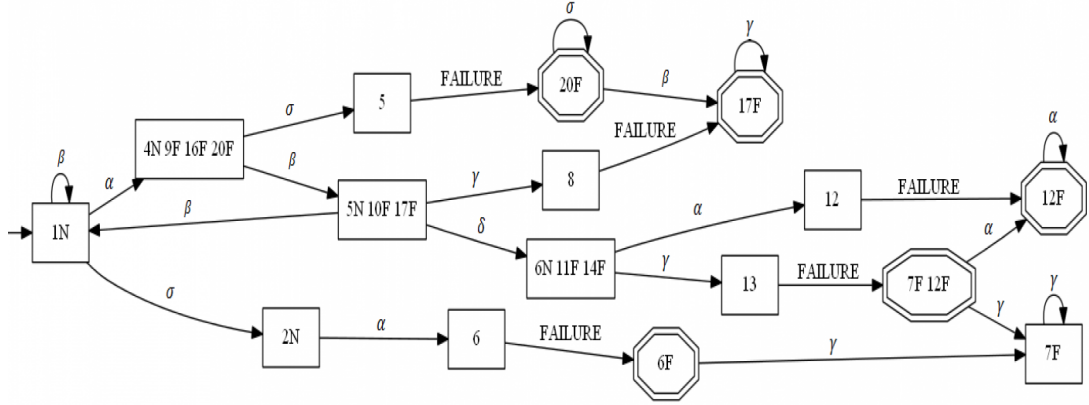 σ
γ
20F
5
FAILURE
β
17F
σ
FAILURE
α
4N 9F 16F 20F
β
α
β
γ
8
5N 10F 17F
12
FAILURE
12F
β
α
1N
δ
α
6N 11F 14F
γ
13
FAILURE
7F 12F
σ
γ
γ
2N
α
6
FAILURE
6F
γ
7F